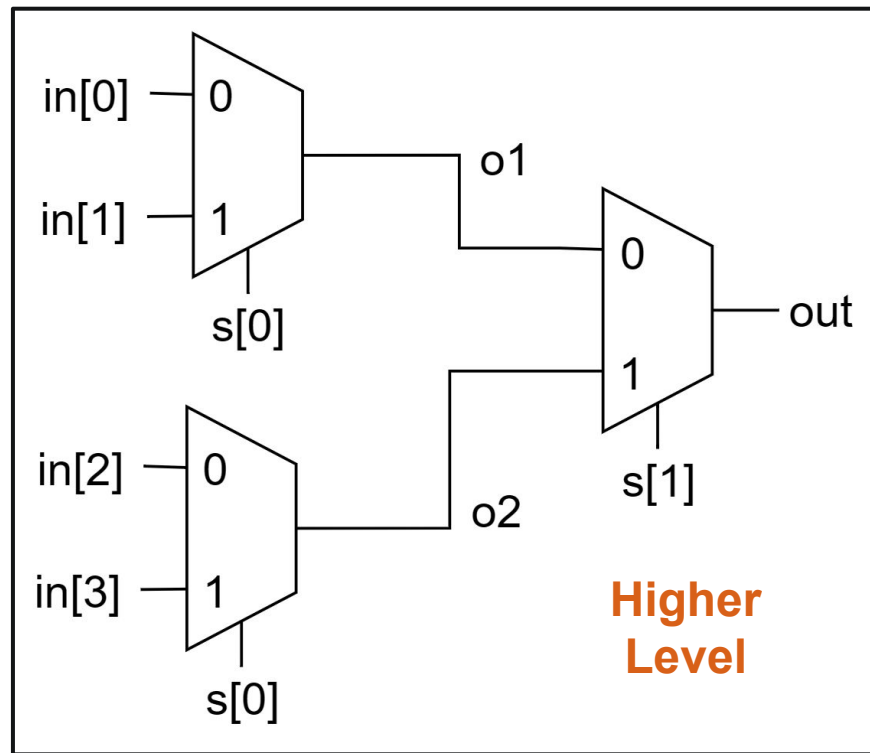 in[0]
0
in[1]
1
s[0]
o1
0
1
out
s[1]
in[2]
0
in[3]
1
s[0]
o2
Higher
Level